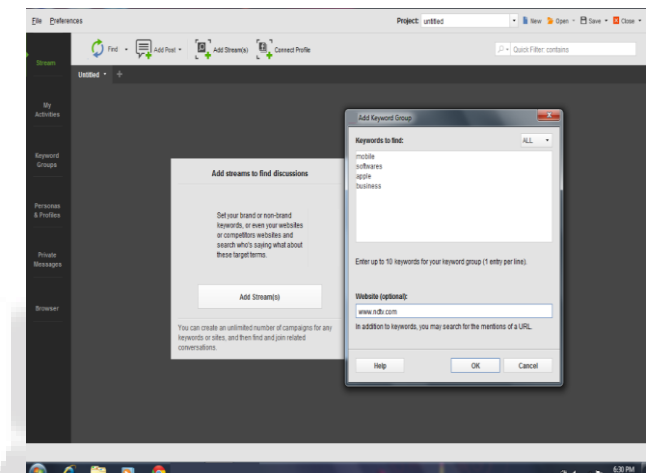 File Preferences
Project: untitled New Open Save Close
Find Add Post Add Stream(s) Connect Profile Quick Filter: contains
Stream
Untitled +
My
Activities
Keyword
Groups
Personas
& Profiles
Private
Messages
Browser
Add streams to find discussions
Set your brand or non-brand
keywords, or even your websites
or competitors websites and
search who's saying what about
these target terms.
Add Stream(s)
You can create an unlimited number of campaigns for any
keywords or sites, and then find and join related
conversations.
Add Keyword Group
Keywords to find: ALL
mobile
softwares
apple
business
Enter up to 10 keywords for your keyword group (1 entry
per line).
Website (optional):
www.ndtv.com
In addition to keywords, you may search for the mentions of a URL.
Help OK Cancel
6:30 PM